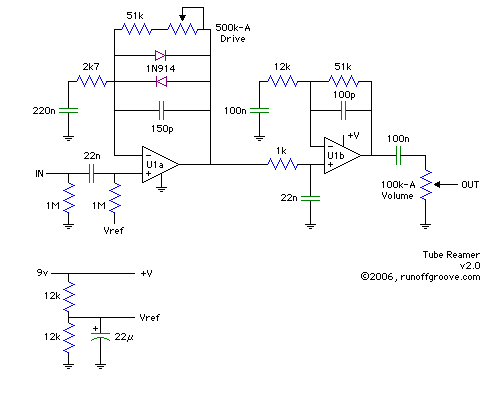 51k
500k-A
Drive
2k7
1N914
12k
51k
220n
150p
100n
100p
+V
100n
22n
IN
U1a
1k
U1b
1M
1M
22n
100k-A
Volume
OUT
Vref
Tube Reamer
v2.0
©2006, runoffgroove.com
9v
+V
12k
Vref
12k
+
22µ